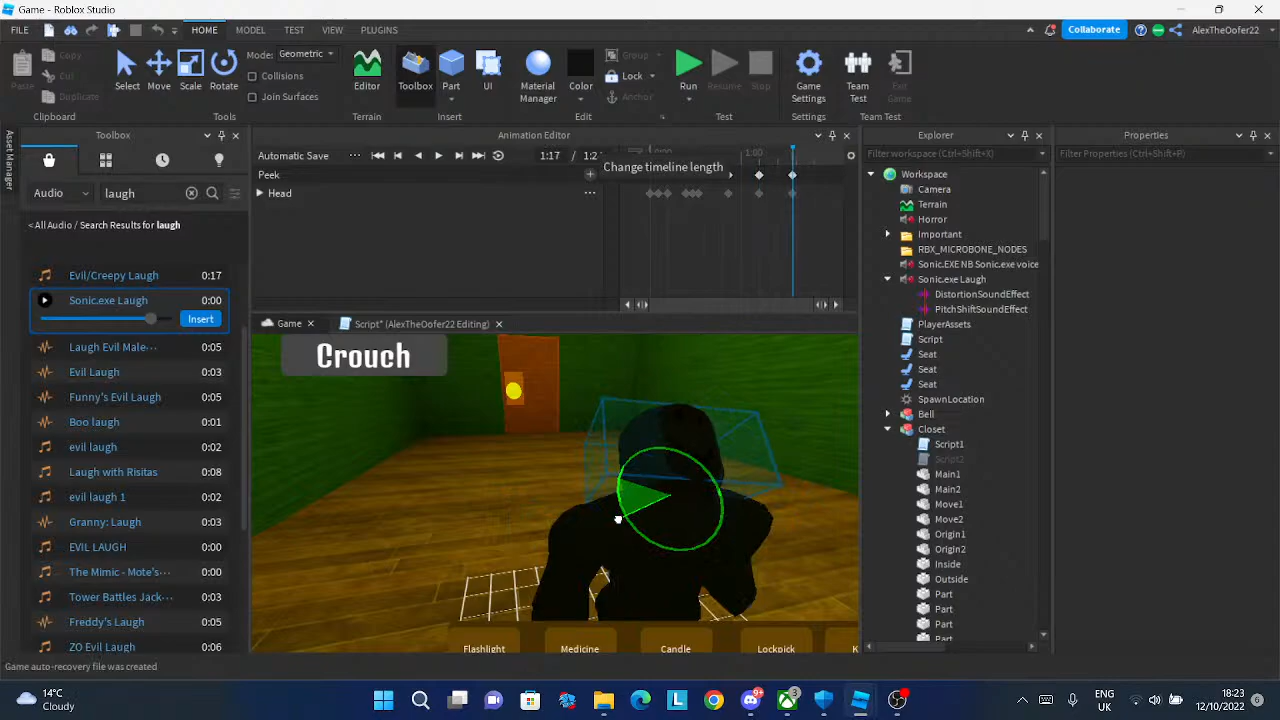 Game - Roblox Studio
FILE HOME MODEL TEST VIEW PLUGINS Collaborate AlexTheOofer22
Paste Copy Cut Duplicate Clipboard
Select Move Scale Rotate Tools
Mode: Geometric
Collisions
Join Surfaces
Editor Terrain
Toolbox Part UI Insert
Material Manager Color
Group Lock Anchor Edit
Run Resume Stop Test
Game Settings Settings
Team Test Exit Game Team Test
Asset Manager
Toolbox
Audio laugh
< All Audio / Search Results for laugh
Evil/Creepy Laugh 0:17
Sonic.exe Laugh 0:00
Insert
Laugh Evil Male··· 0:05
Evil Laugh 0:03
Funny's Evil Laugh 0:05
Boo laugh 0:01
evil laugh 0:02
Laugh with Risitas 0:08
evil laugh 1 0:02
Granny: Laugh 0:03
EVIL LAUGH 0:00
The Mimic - Mote's··· 0:00
Tower Battles Jack··· 0:03
Freddy's Laugh 0:06
ZO Evil Laugh 0:06
Animation Editor
Automatic Save ··· 1:17 /
1:00
Change timeline length
Peek
Head ···
Game Script* (AlexTheOofer22 Editing)
Crouch
Flashlight Medicine Candle Lockpick
Explorer
Filter workspace (Ctrl+Shift+X)
Workspace
Camera
Terrain
Horror
Important
RBX_MICROBONE_NODES
Sonic.EXE NB Sonic.exe voice
Sonic.exe Laugh
DistortionSoundEffect
PitchShiftSoundEffect
PlayerAssets
Script
Seat
Seat
Seat
SpawnLocation
Bell
Closet
Script1
Script2
Main1
Main2
Move1
Move2
Origin1
Origin2
Inside
Outside
Part
Part
Part
Part
Properties
Filter Properties (Ctrl+Shift+P)
Game auto-recovery file was created
14°C
Cloudy
9+
3
ENG
UK
18:23
12/10/2022
6